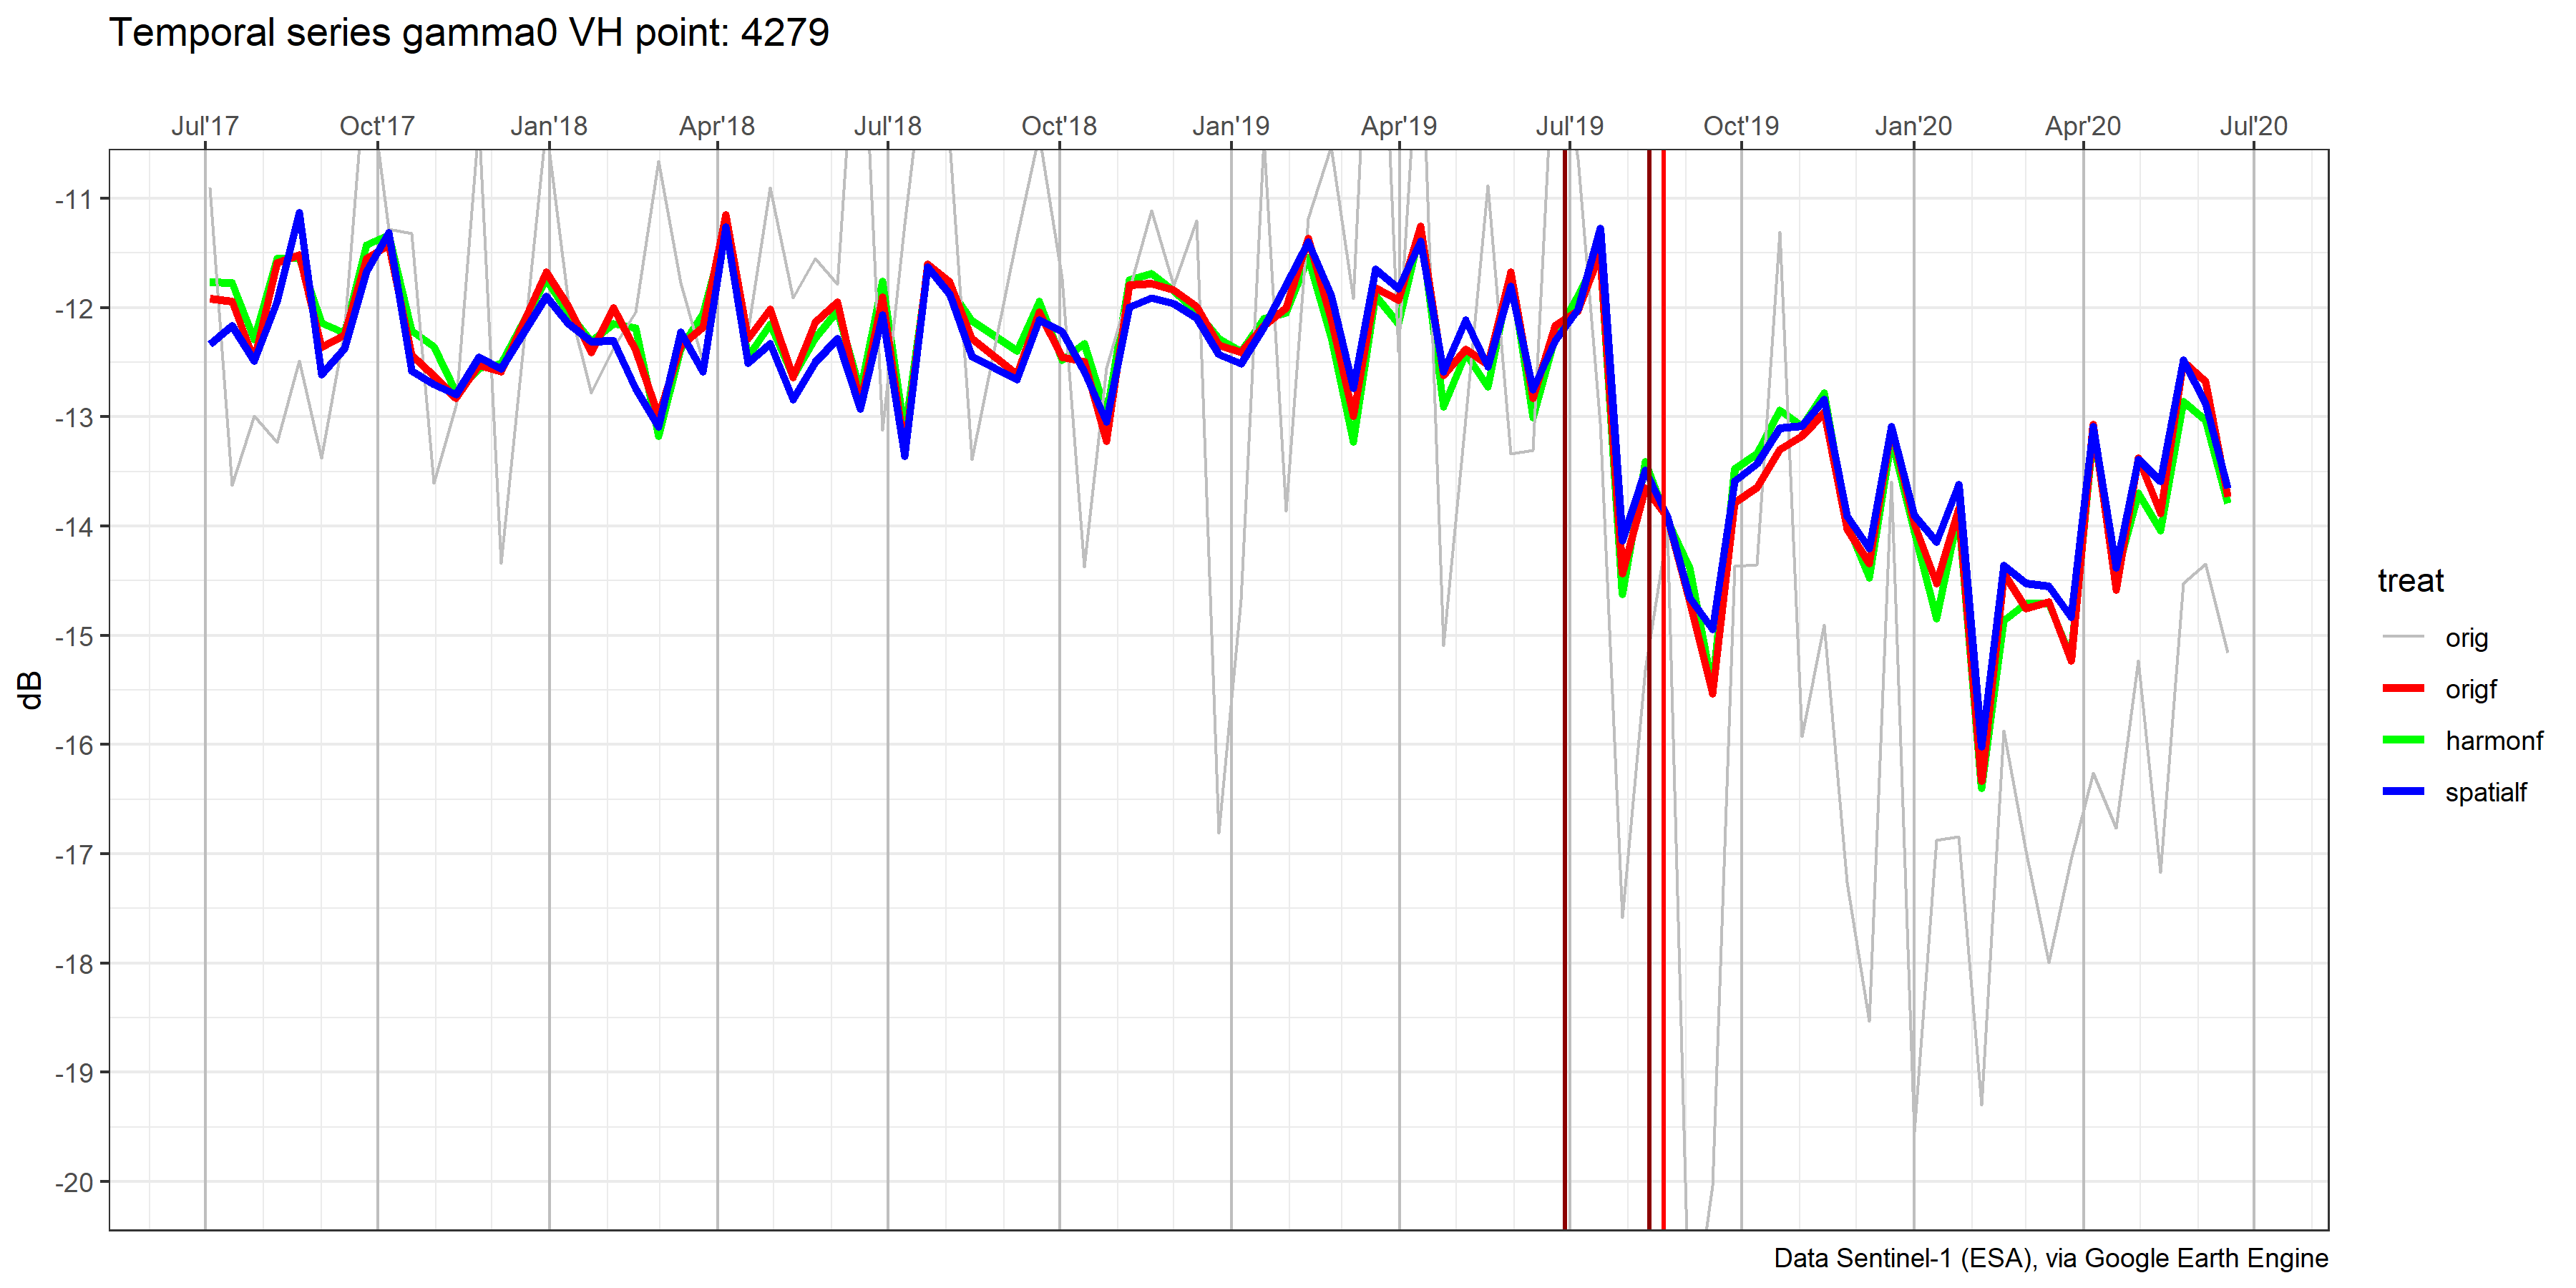 Temporal series gamma0 VH point: 4279
Jul'17 Oct'17 Jan'18 Apr'18 Jul'18 Oct'18 Jan'19 Apr'19 Jul'19 Oct'19 Jan'20 Apr'20 Jul'20
-11
-12
-13
-14
-15
-16
-17
-18
-19
-20
dB
treat
orig
origf
harmonf
spatialf
Data Sentinel-1 (ESA), via Google Earth Engine